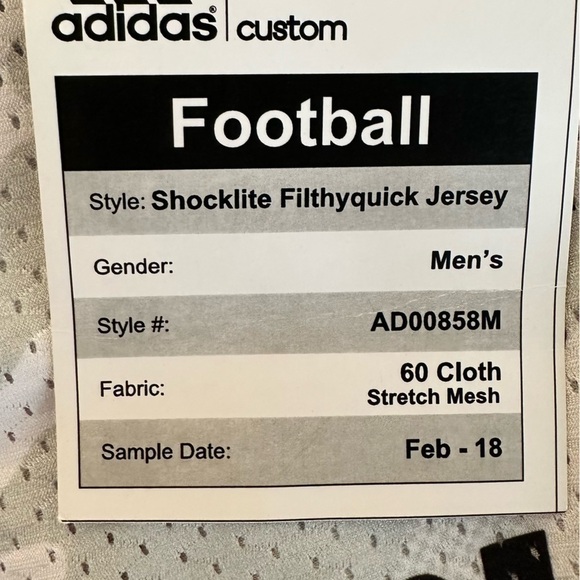 adidas® | custom
Football
Style: Shocklite Filthyquick Jersey
Gender: Men's
Style #: AD00858M
Fabric: 60 Cloth
Stretch Mesh
Sample Date: Feb - 18